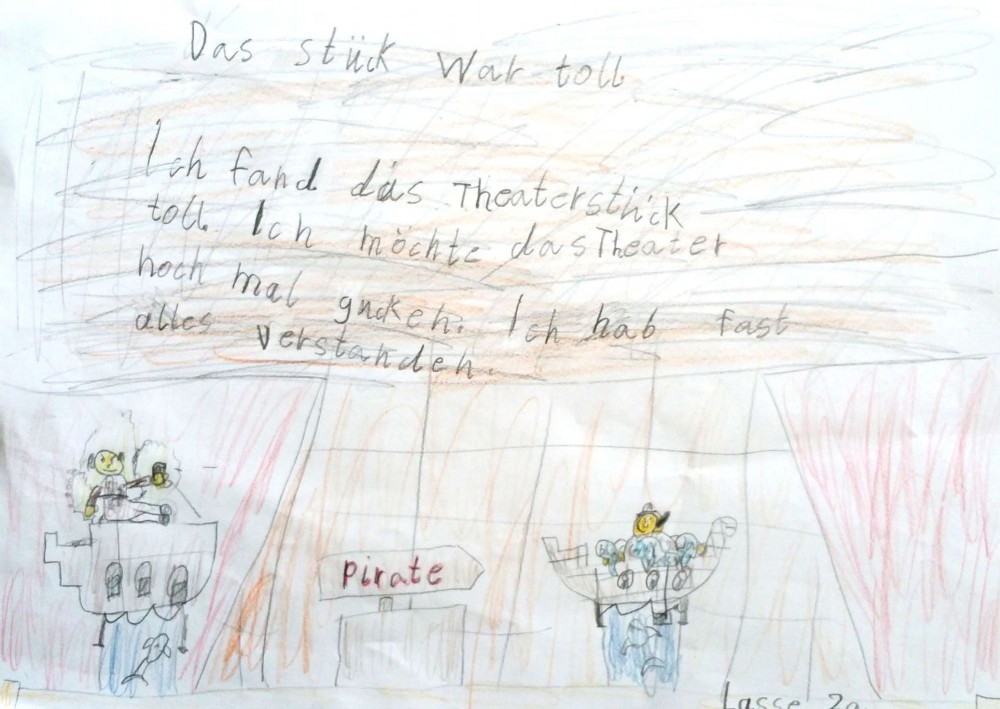 Das stück War toll
Ich fand das Theaterstück
toll. Ich möchte das Theater
noch mal gucken. Ich hab fast
alles verstanden.
Pirate
Lasse 2a